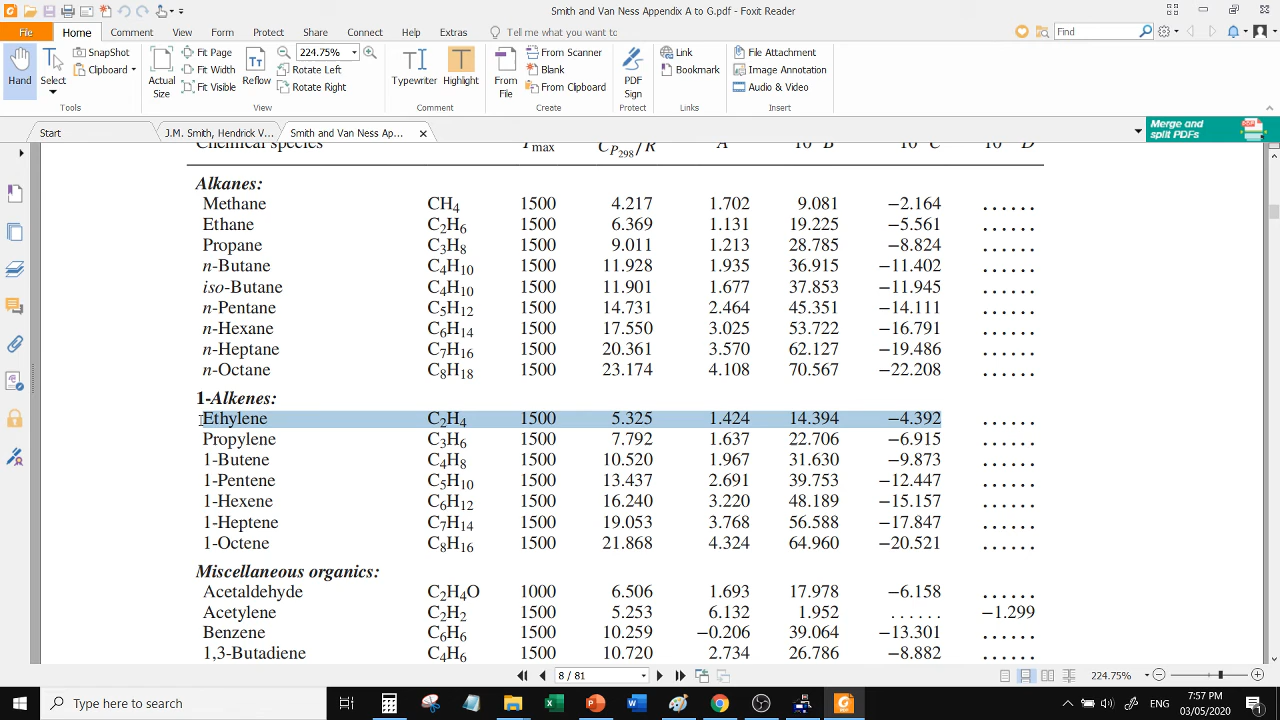 Smith and Van Ness Appendix A to G.pdf - Foxit Reader
File Home Comment View Form Protect Share Connect Help Extras Tell me what you want to do Find
Hand
Select
SnapShot
Clipboard
Tools
Actual Size
Fit Page
Fit Width
Fit Visible
Reflow
224.75%
Rotate Left
Rotate Right
View
Typewriter
Highlight
Comment
From File
From Scanner
Blank
From Clipboard
Create
PDF Sign
Protect
Link
Bookmark
Links
File Attachment
Image Annotation
Audio & Video
Insert
Start J.M. Smith, Hendrick V... Smith and Van Ness Ap...
Merge and split PDFs
Chemical species Tmax CP298/R A
Alkanes:
Methane CH4 1500 4.217 1.702 9.081 −2.164 ......
Ethane C2H6 1500 6.369 1.131 19.225 −5.561 ......
Propane C3H8 1500 9.011 1.213 28.785 −8.824 ......
n-Butane C4H10 1500 11.928 1.935 36.915 −11.402 ......
iso-Butane C4H10 1500 11.901 1.677 37.853 −11.945 ......
n-Pentane C5H12 1500 14.731 2.464 45.351 −14.111 ......
n-Hexane C6H14 1500 17.550 3.025 53.722 −16.791 ......
n-Heptane C7H16 1500 20.361 3.570 62.127 −19.486 ......
n-Octane C8H18 1500 23.174 4.108 70.567 −22.208 ......
1-Alkenes:
Ethylene C2H4 1500 5.325 1.424 14.394 −4.392 ......
Propylene C3H6 1500 7.792 1.637 22.706 −6.915 ......
1-Butene C4H8 1500 10.520 1.967 31.630 −9.873 ......
1-Pentene C5H10 1500 13.437 2.691 39.753 −12.447 ......
1-Hexene C6H12 1500 16.240 3.220 48.189 −15.157 ......
1-Heptene C7H14 1500 19.053 3.768 56.588 −17.847 ......
1-Octene C8H16 1500 21.868 4.324 64.960 −20.521 ......
Miscellaneous organics:
Acetaldehyde C2H4O 1000 6.506 1.693 17.978 −6.158 ......
Acetylene C2H2 1500 5.253 6.132 1.952 ...... −1.299
Benzene C6H6 1500 10.259 −0.206 39.064 −13.301 ......
1,3-Butadiene C4H6 1500 10.720 2.734 26.786 −8.882 ......
8 / 81 224.75%
Type here to search
ENG
7:57 PM
03/05/2020